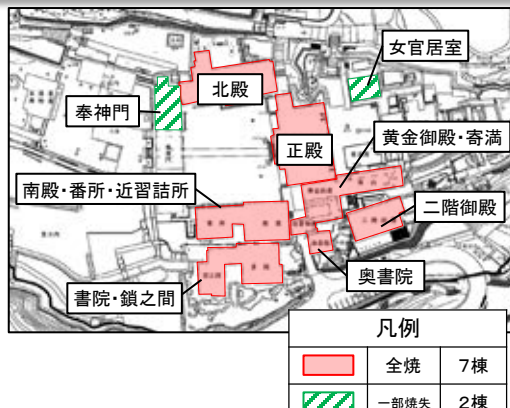 女官居室
北殿
奉神門
正殿
黄金御殿・寄満
南殿・番所・近習詰所
二階御殿
奥書院
書院・鎖之間
凡例
全焼 7棟
一部焼失 2棟